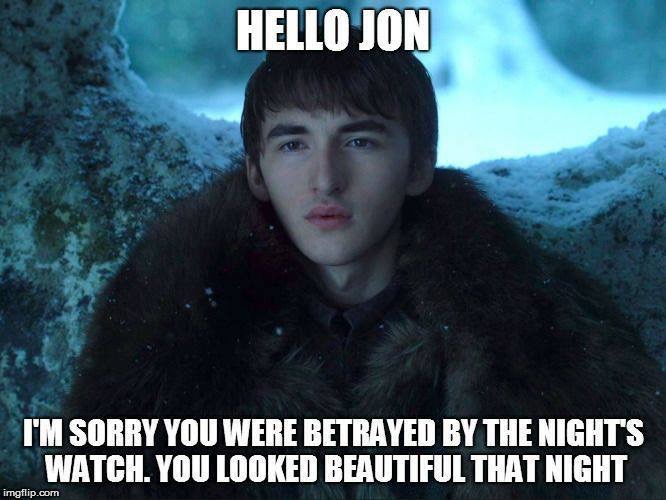 HELLO JON
I'M SORRY YOU WERE BETRAYED BY THE NIGHT'S
WATCH. YOU LOOKED BEAUTIFUL THAT NIGHT
imgflip.com